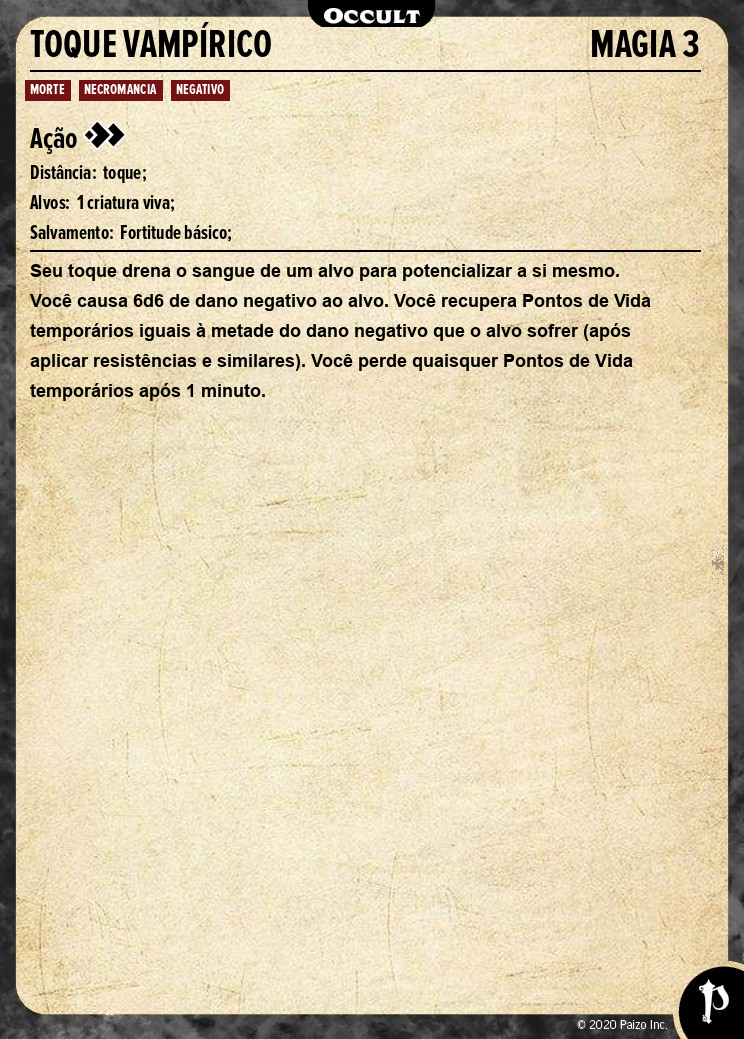 OCCULT
TOQUE VAMPÍRICO MAGIA 3
MORTE NECROMANCIA NEGATIVO
Ação
Distância: toque;
Alvos: 1 criatura viva;
Salvamento: Fortitude básico;
Seu toque drena o sangue de um alvo para potencializar a si mesmo.
Você causa 6d6 de dano negativo ao alvo. Você recupera Pontos de Vida
temporários iguais à metade do dano negativo que o alvo sofrer (após
aplicar resistências e similares). Você perde quaisquer Pontos de Vida
temporários após 1 minuto.
© 2020 Paizo Inc.
P